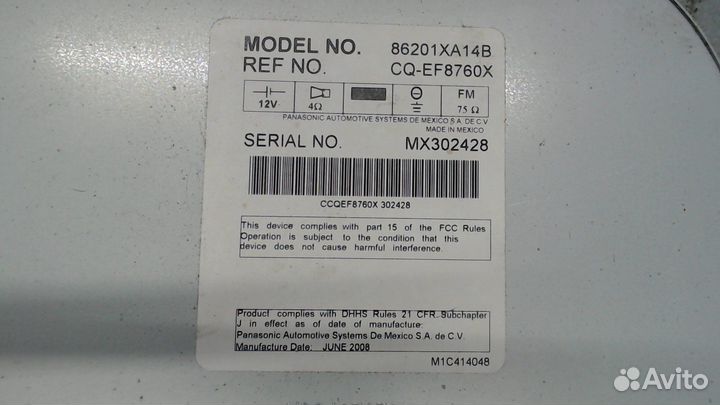 MODEL NO. 86201XA14B
REF NO. CQ-EF8760X
12V 4Ω FM 75 Ω
PANASONIC AUTOMOTIVE SYSTEMS DE MEXICO S.A. DE C.V
MADE IN MEXICO
SERIAL NO. MX302428
CCQEF8760X 302428
This device complies with part 15 of the FCC Rules
Operation is subject to the condition that this
device does not cause harmful interference.
Product complies with DHHS Rules 21 CFR Subchapter
J in effect as of date of manufacture:
Panasonic Automotive Systems De Mexico S.A. de C.V.
Manufacture Date: JUNE 2008
M1C414048
Avito